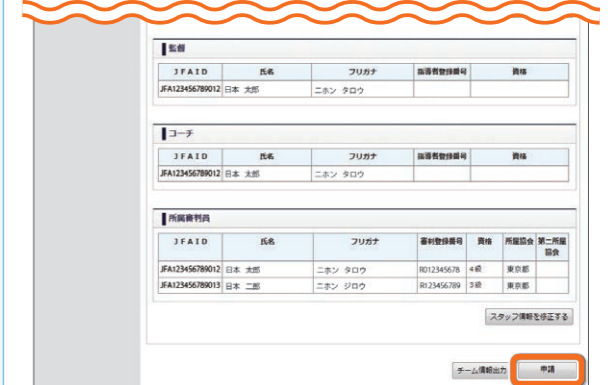 監督
JFAID 氏名 フリガナ 指導者登録番号 資格
JFA123456789012 日本 太郎 ニホン タロウ
コーチ
JFAID 氏名 フリガナ 指導者登録番号 資格
JFA123456789012 日本 太郎 ニホン タロウ
所属審判員
JFAID 氏名 フリガナ 審判登録番号 資格 所属協会 第二所属協会
JFA123456789012 日本 太郎 ニホン タロウ R012345678 4級 東京都
JFA123456789013 日本 二郎 ニホン ジロウ R123456789 3級 東京都
スタッフ情報を修正する
チーム情報出力 申請